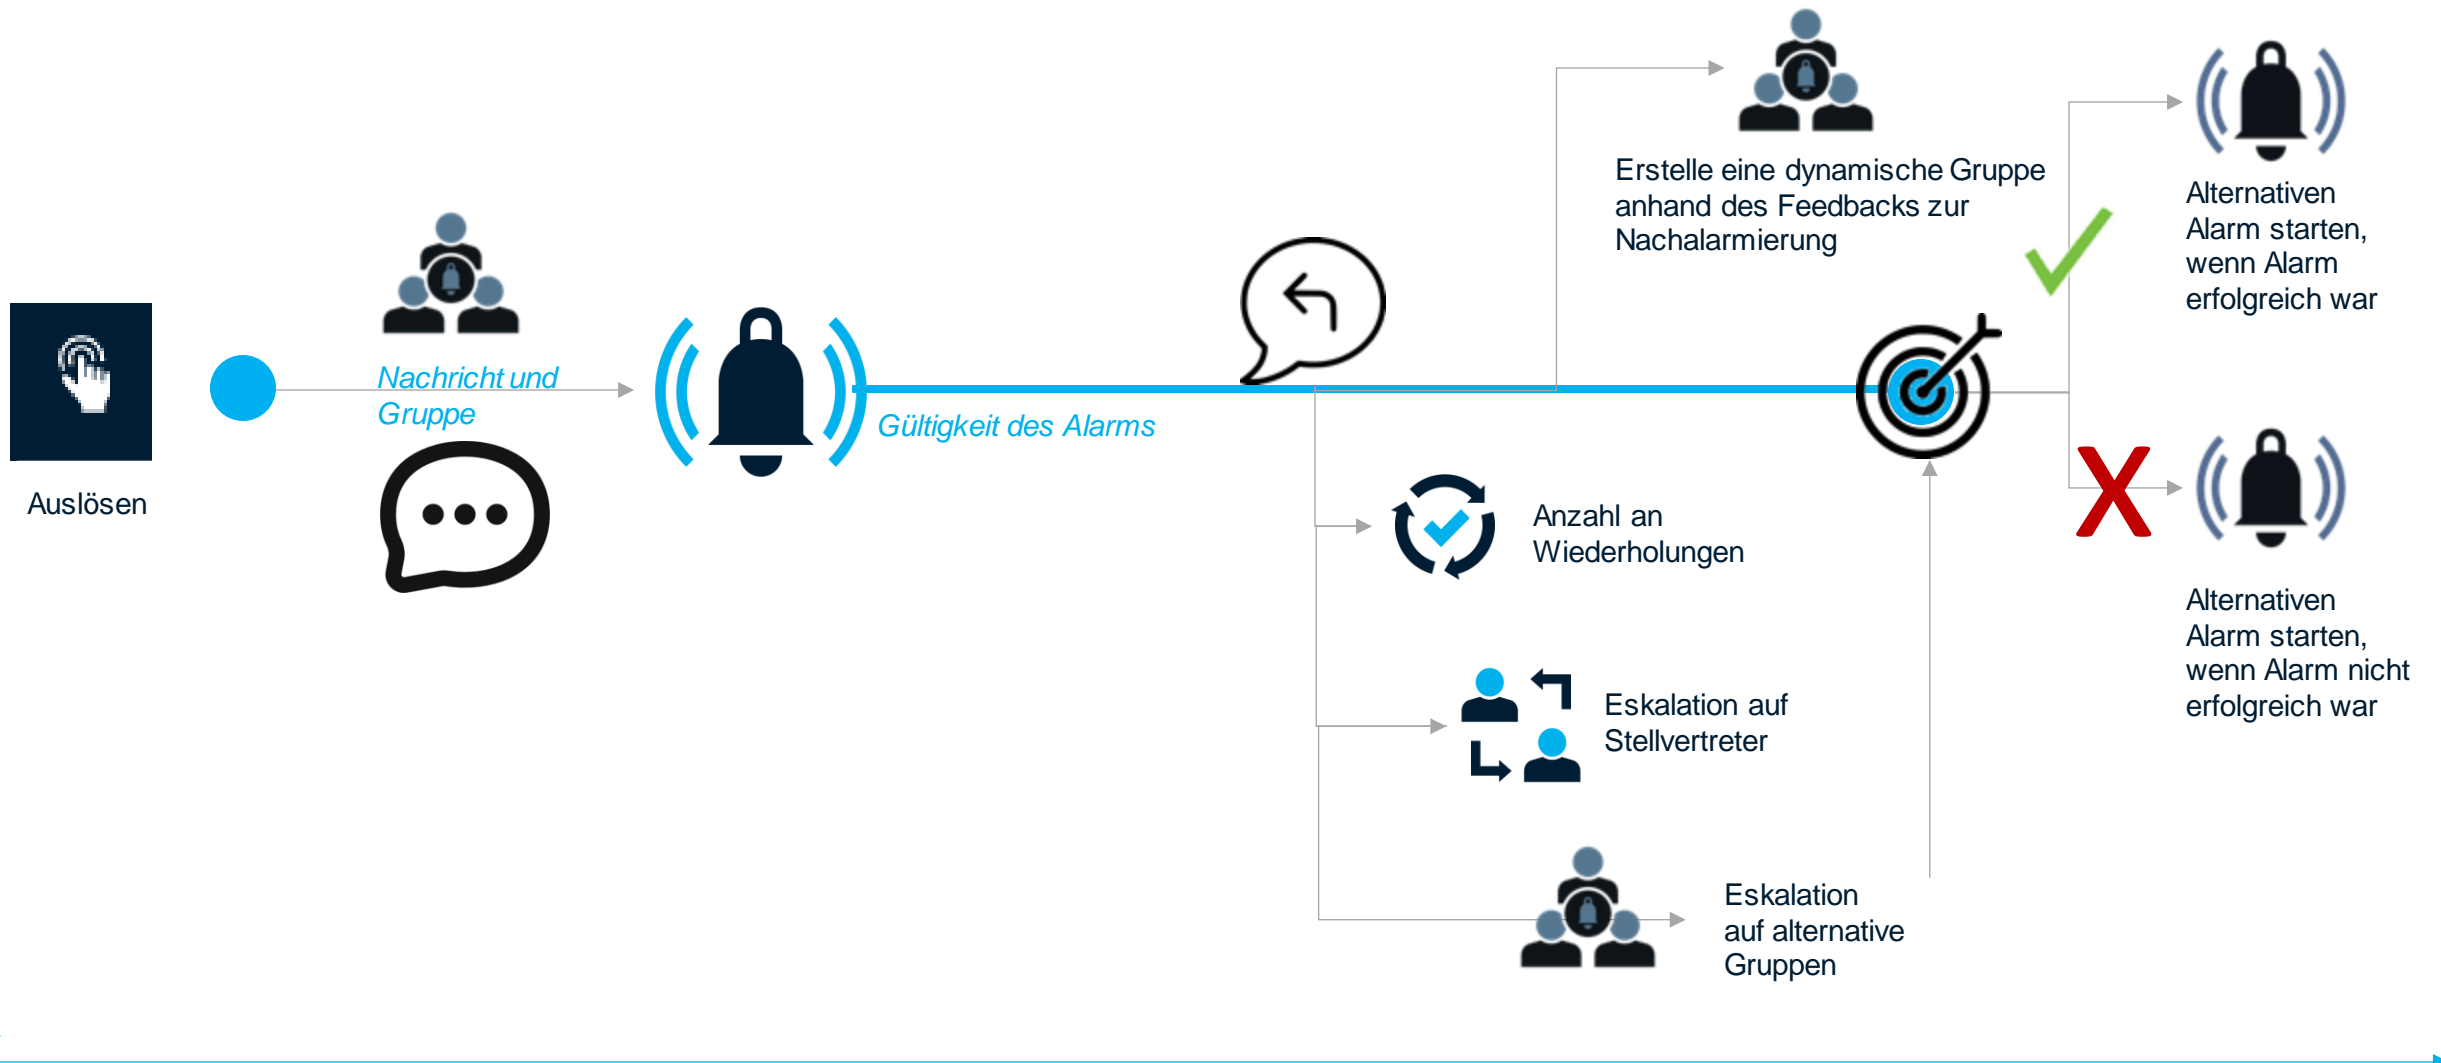 Auslösen
Nachricht und
Gruppe
Gültigkeit des Alarms
Erstelle eine dynamische Gruppe
anhand des Feedbacks zur
Nachalarmierung
Anzahl an
Wiederholungen
Eskalation auf
Stellvertreter
Eskalation
auf alternative
Gruppen
Alternativen
Alarm starten,
wenn Alarm
erfolgreich war
X
Alternativen
Alarm starten,
wenn Alarm nicht
erfolgreich war